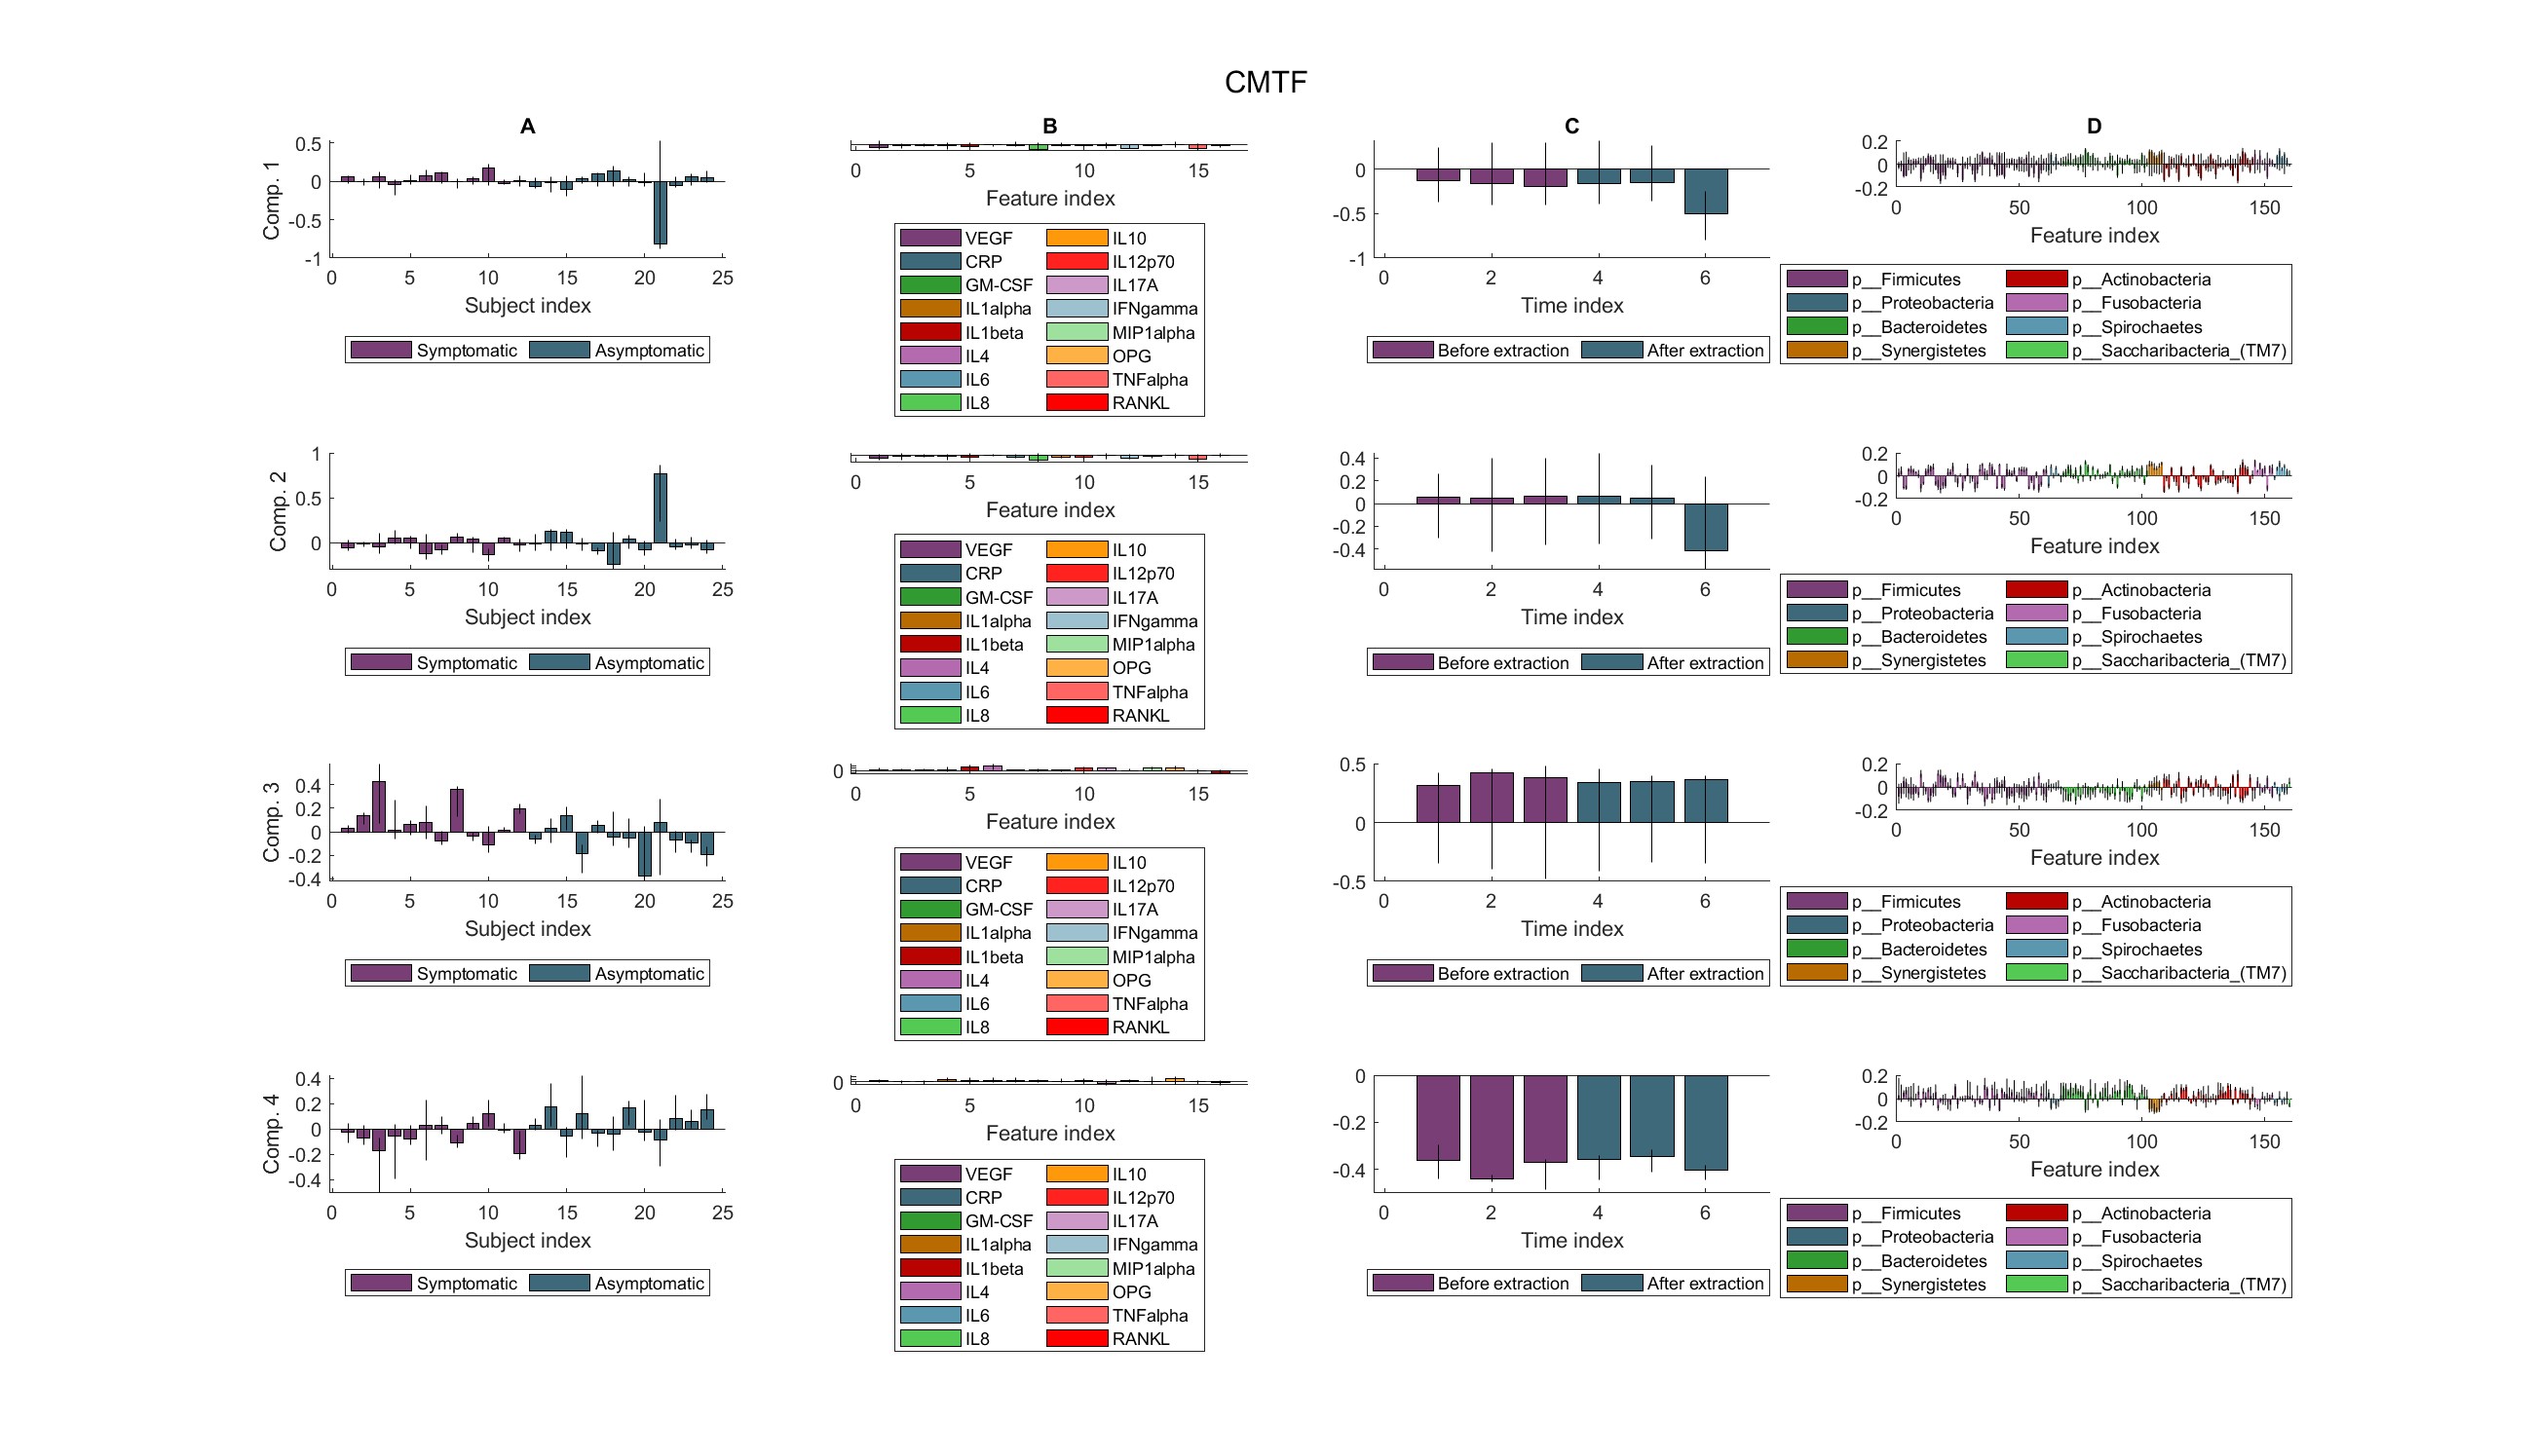 CMTF
A
B
C
D
Comp. 1
0.5
0
-0.5
-1
0 5 10 15 20 25
Subject index
Symptomatic Asymptomatic
0 5 10 15
Feature index
VEGF IL10
CRP IL12p70
GM-CSF IL17A
IL1alpha IFNgamma
IL1beta MIP1alpha
IL4 OPG
IL6 TNFalpha
IL8 RANKL
0
-0.5
-1
0 2 4 6
Time index
Before extraction After extraction
0.2
0
-0.2
0 50 100 150
Feature index
p__Firmicutes p__Actinobacteria
p__Proteobacteria p__Fusobacteria
p__Bacteroidetes p__Spirochaetes
p__Synergistetes p__Saccharibacteria_(TM7)
Comp. 2
1
0.5
0
0 5 10 15 20 25
Subject index
Symptomatic Asymptomatic
0 5 10 15
Feature index
VEGF IL10
CRP IL12p70
GM-CSF IL17A
IL1alpha IFNgamma
IL1beta MIP1alpha
IL4 OPG
IL6 TNFalpha
IL8 RANKL
0.4
0.2
0
-0.2
-0.4
0 2 4 6
Time index
Before extraction After extraction
0.2
0
-0.2
0 50 100 150
Feature index
p__Firmicutes p__Actinobacteria
p__Proteobacteria p__Fusobacteria
p__Bacteroidetes p__Spirochaetes
p__Synergistetes p__Saccharibacteria_(TM7)
Comp. 3
0.4
0.2
0
-0.2
-0.4
0 5 10 15 20 25
Subject index
Symptomatic Asymptomatic
0
0 5 10 15
Feature index
VEGF IL10
CRP IL12p70
GM-CSF IL17A
IL1alpha IFNgamma
IL1beta MIP1alpha
IL4 OPG
IL6 TNFalpha
IL8 RANKL
0.5
0
-0.5
0 2 4 6
Time index
Before extraction After extraction
0.2
0
-0.2
0 50 100 150
Feature index
p__Firmicutes p__Actinobacteria
p__Proteobacteria p__Fusobacteria
p__Bacteroidetes p__Spirochaetes
p__Synergistetes p__Saccharibacteria_(TM7)
Comp. 4
0.4
0.2
0
-0.2
-0.4
0 5 10 15 20 25
Subject index
Symptomatic Asymptomatic
0
0 5 10 15
Feature index
VEGF IL10
CRP IL12p70
GM-CSF IL17A
IL1alpha IFNgamma
IL1beta MIP1alpha
IL4 OPG
IL6 TNFalpha
IL8 RANKL
0
-0.2
-0.4
0 2 4 6
Time index
Before extraction After extraction
0.2
0
-0.2
0 50 100 150
Feature index
p__Firmicutes p__Actinobacteria
p__Proteobacteria p__Fusobacteria
p__Bacteroidetes p__Spirochaetes
p__Synergistetes p__Saccharibacteria_(TM7)